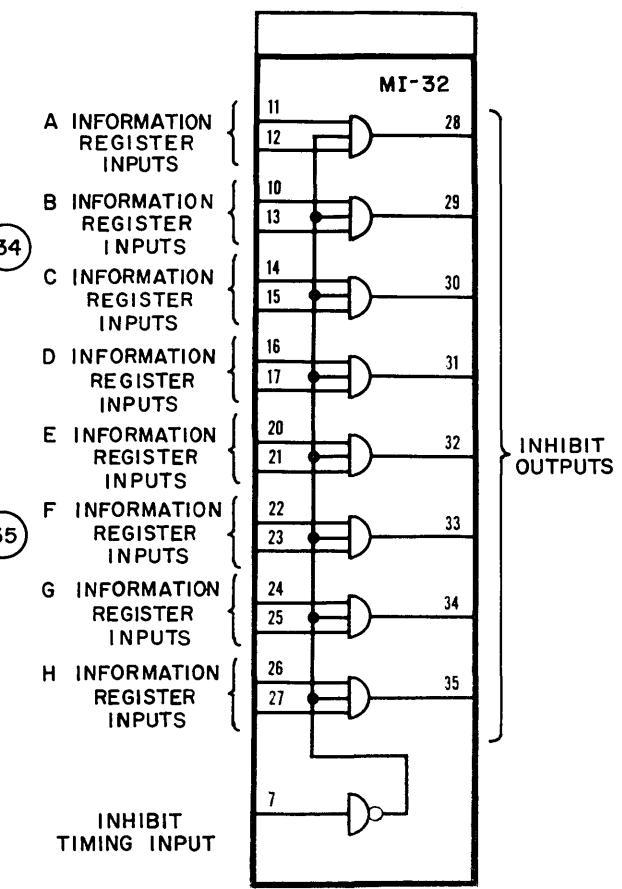 MI-32
A INFORMATION
REGISTER
INPUTS
11
12
28
B INFORMATION
REGISTER
INPUTS
10
13
29
34
C INFORMATION
REGISTER
INPUTS
14
15
30
D INFORMATION
REGISTER
INPUTS
16
17
31
E INFORMATION
REGISTER
INPUTS
20
21
32
INHIBIT
OUTPUTS
F INFORMATION
REGISTER
INPUTS
22
23
33
G INFORMATION
REGISTER
INPUTS
24
25
34
H INFORMATION
REGISTER
INPUTS
26
27
35
7
INHIBIT
TIMING INPUT